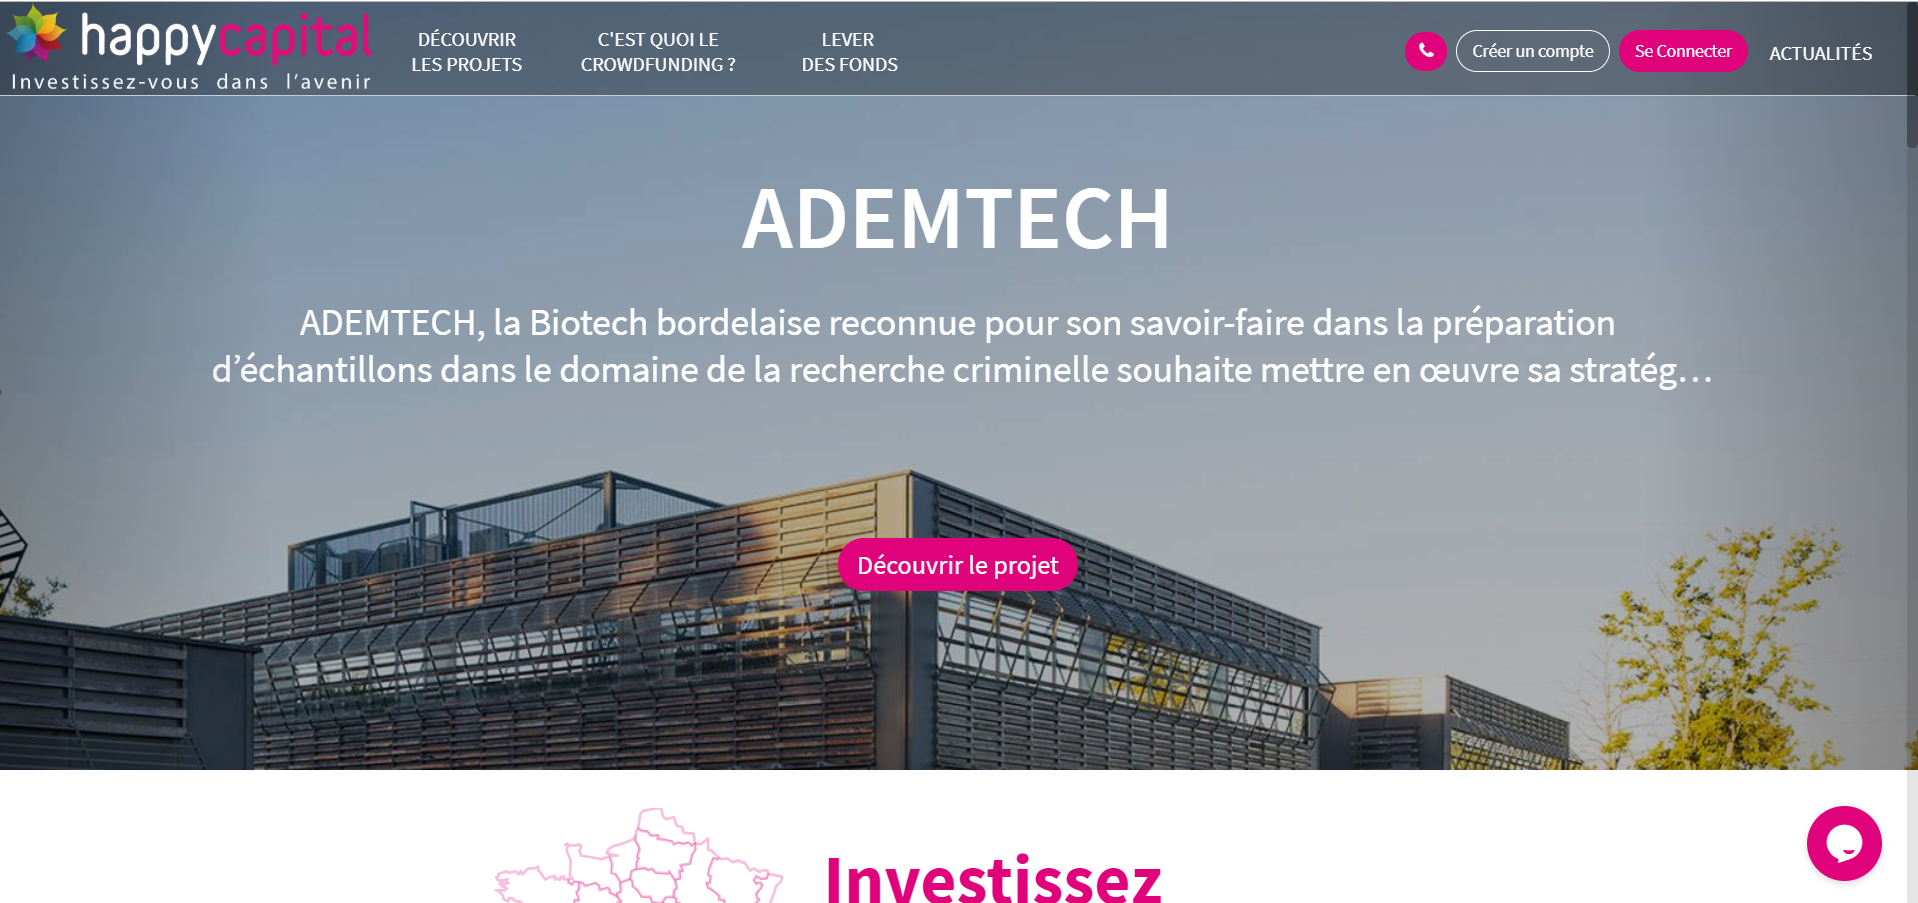 happycapital
Investissez-vous dans l'avenir
DÉCOUVRIR
LES PROJETS
C'EST QUOI LE
CROWDFUNDING ?
LEVER
DES FONDS
Créer un compte
Se Connecter
ACTUALITÉS
ADEMTECH
ADEMTECH, la Biotech bordelaise reconnue pour son savoir-faire dans la préparation
d’échantillons dans le domaine de la recherche criminelle souhaite mettre en œuvre sa stratég…
Découvrir le projet
Investissez